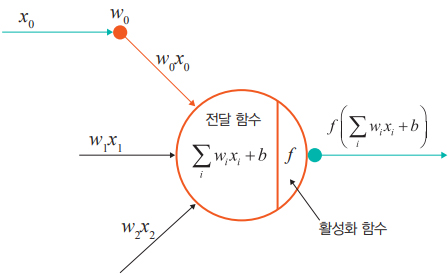 x₀
w₀
w₀x₀
전달 함수
f(∑ᵢ wᵢxᵢ + b)
w₁x₁
∑ᵢ wᵢxᵢ + b
f
w₂x₂
활성화 함수